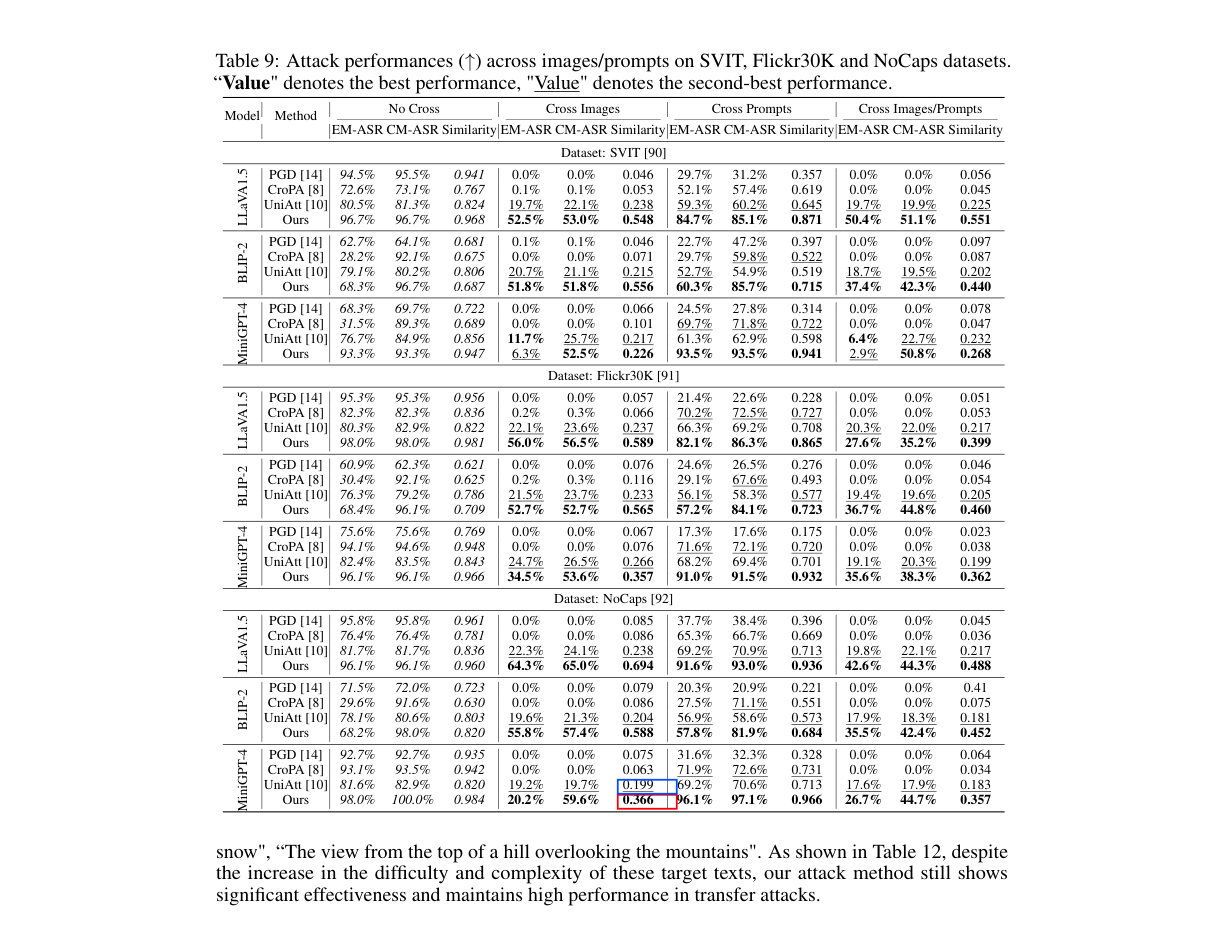 Table 9: Attack performances (↑) across images/prompts on SVIT, Flickr30K and NoCaps datasets.
“Value" denotes the best performance, "Value" denotes the second-best performance.
Model Method No Cross Cross Images Cross Prompts Cross Images/Prompts
EM-ASR CM-ASR Similarity EM-ASR CM-ASR Similarity EM-ASR CM-ASR Similarity EM-ASR CM-ASR Similarity
Dataset: SVIT [90]
LLaVA1.5
PGD [14] 94.5% 95.5% 0.941 0.0% 0.0% 0.046 29.7% 31.2% 0.357 0.0% 0.0% 0.056
CroPA [8] 72.6% 73.1% 0.767 0.1% 0.1% 0.053 52.1% 57.4% 0.619 0.0% 0.0% 0.045
UniAtt [10] 80.5% 81.3% 0.824 19.7% 22.1% 0.238 59.3% 60.2% 0.645 19.7% 19.9% 0.225
Ours 96.7% 96.7% 0.968 52.5% 53.0% 0.548 84.7% 85.1% 0.871 50.4% 51.1% 0.551
BLIP-2
PGD [14] 62.7% 64.1% 0.681 0.1% 0.1% 0.046 22.7% 47.2% 0.397 0.0% 0.0% 0.097
CroPA [8] 28.2% 92.1% 0.675 0.0% 0.0% 0.071 29.7% 59.8% 0.522 0.0% 0.0% 0.087
UniAtt [10] 79.1% 80.2% 0.806 20.7% 21.1% 0.215 52.7% 54.9% 0.519 18.7% 19.5% 0.202
Ours 68.3% 96.7% 0.687 51.8% 51.8% 0.556 60.3% 85.7% 0.715 37.4% 42.3% 0.440
MiniGPT-4
PGD [14] 68.3% 69.7% 0.722 0.0% 0.0% 0.066 24.5% 27.8% 0.314 0.0% 0.0% 0.078
CroPA [8] 31.5% 89.3% 0.689 0.0% 0.0% 0.101 69.7% 71.8% 0.722 0.0% 0.0% 0.047
UniAtt [10] 76.7% 84.9% 0.856 11.7% 25.7% 0.217 61.3% 62.9% 0.598 6.4% 22.7% 0.232
Ours 93.3% 93.3% 0.947 6.3% 52.5% 0.226 93.5% 93.5% 0.941 2.9% 50.8% 0.268
Dataset: Flickr30K [91]
LLaVA1.5
PGD [14] 95.3% 95.3% 0.956 0.0% 0.0% 0.057 21.4% 22.6% 0.228 0.0% 0.0% 0.051
CroPA [8] 82.3% 82.3% 0.836 0.2% 0.3% 0.066 70.2% 72.5% 0.727 0.0% 0.0% 0.053
UniAtt [10] 80.3% 82.9% 0.822 22.1% 23.6% 0.237 66.3% 69.2% 0.708 20.3% 22.0% 0.217
Ours 98.0% 98.0% 0.981 56.0% 56.5% 0.589 82.1% 86.3% 0.865 27.6% 35.2% 0.399
BLIP-2
PGD [14] 60.9% 62.3% 0.621 0.0% 0.0% 0.076 24.6% 26.5% 0.276 0.0% 0.0% 0.046
CroPA [8] 30.4% 92.1% 0.625 0.2% 0.3% 0.116 29.1% 67.6% 0.493 0.0% 0.0% 0.054
UniAtt [10] 76.3% 79.2% 0.786 21.5% 23.7% 0.233 56.1% 58.3% 0.577 19.4% 19.6% 0.205
Ours 68.4% 96.1% 0.709 52.7% 52.7% 0.565 57.2% 84.1% 0.723 36.7% 44.8% 0.460
MiniGPT-4
PGD [14] 75.6% 75.6% 0.769 0.0% 0.0% 0.067 17.3% 17.6% 0.175 0.0% 0.0% 0.023
CroPA [8] 94.1% 94.6% 0.948 0.0% 0.0% 0.076 71.6% 72.1% 0.720 0.0% 0.0% 0.038
UniAtt [10] 82.4% 83.5% 0.843 24.7% 26.5% 0.266 68.2% 69.4% 0.701 19.1% 20.3% 0.199
Ours 96.1% 96.1% 0.966 34.5% 53.6% 0.357 91.0% 91.5% 0.932 35.6% 38.3% 0.362
Dataset: NoCaps [92]
LLaVA1.5
PGD [14] 95.8% 95.8% 0.961 0.0% 0.0% 0.085 37.7% 38.4% 0.396 0.0% 0.0% 0.045
CroPA [8] 76.4% 76.4% 0.781 0.0% 0.0% 0.086 65.3% 66.7% 0.669 0.0% 0.0% 0.036
UniAtt [10] 81.7% 81.7% 0.836 22.3% 24.1% 0.238 69.2% 70.9% 0.713 19.8% 22.1% 0.217
Ours 96.1% 96.1% 0.960 64.3% 65.0% 0.694 91.6% 93.0% 0.936 42.6% 44.3% 0.488
BLIP-2
PGD [14] 71.5% 72.0% 0.723 0.0% 0.0% 0.079 20.3% 20.9% 0.221 0.0% 0.0% 0.41
CroPA [8] 29.6% 91.6% 0.630 0.0% 0.0% 0.086 27.5% 71.1% 0.551 0.0% 0.0% 0.075
UniAtt [10] 78.1% 80.6% 0.803 19.6% 21.3% 0.204 56.9% 58.6% 0.573 17.9% 18.3% 0.181
Ours 68.2% 98.0% 0.820 55.8% 57.4% 0.588 57.8% 81.9% 0.684 35.5% 42.4% 0.452
MiniGPT-4
PGD [14] 92.7% 92.7% 0.935 0.0% 0.0% 0.075 31.6% 32.3% 0.328 0.0% 0.0% 0.064
CroPA [8] 93.1% 93.5% 0.942 0.0% 0.0% 0.063 71.9% 72.6% 0.731 0.0% 0.0% 0.034
UniAtt [10] 81.6% 82.9% 0.820 19.2% 19.7% 0.199 69.2% 70.6% 0.713 17.6% 17.9% 0.183
Ours 98.0% 100.0% 0.984 20.2% 59.6% 0.366 96.1% 97.1% 0.966 26.7% 44.7% 0.357
snow", “The view from the top of a hill overlooking the mountains". As shown in Table 12, despite
the increase in the difficulty and complexity of these target texts, our attack method still shows
significant effectiveness and maintains high performance in transfer attacks.